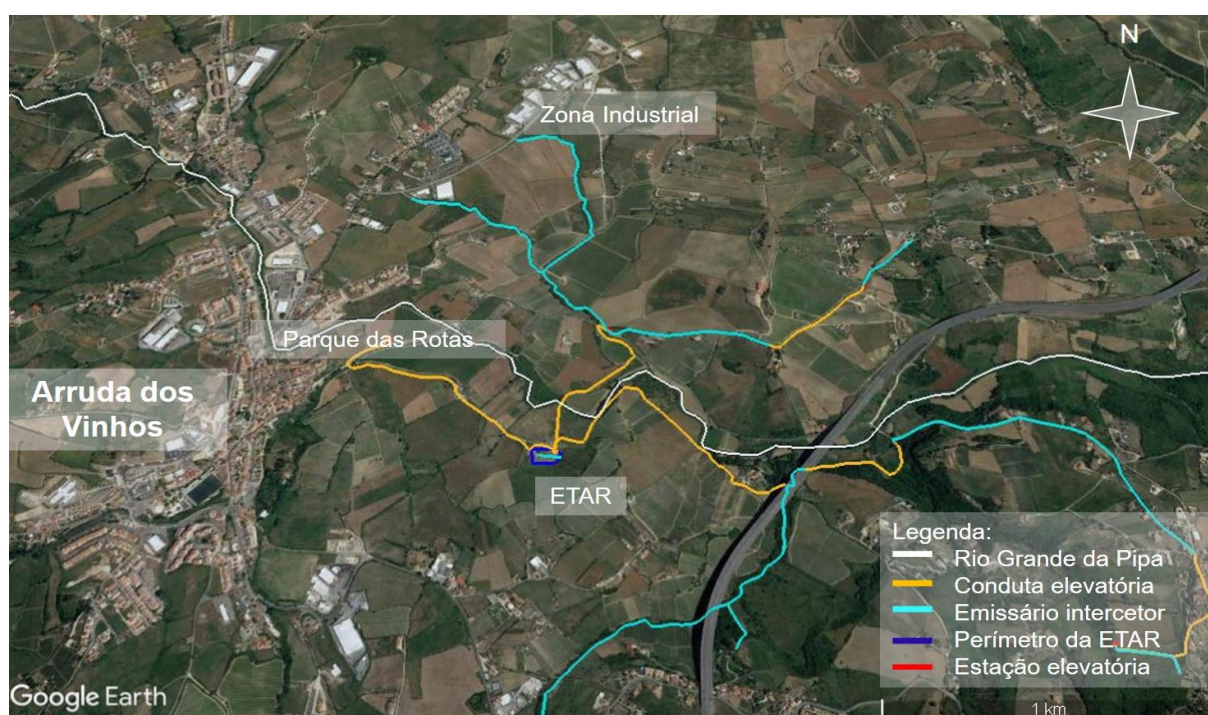 N
Zona Industrial
Parque das Rotas
Arruda dos
Vinhos
ETAR
Legenda:
Rio Grande da Pipa
Conduta elevatória
Emissário intercetor
Perímetro da ETAR
Estação elevatória
Google Earth
1 km